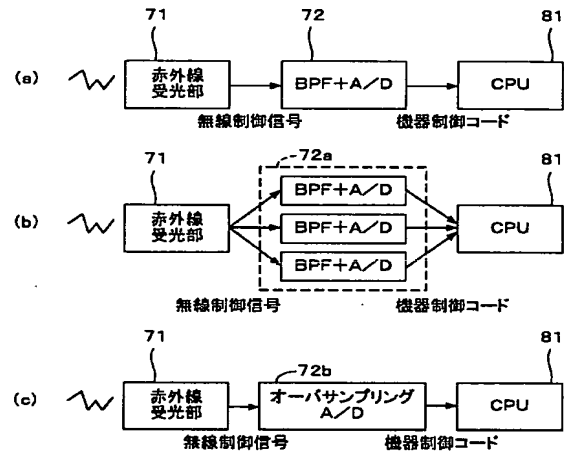 71
72
81
(a)
赤外線
受光部
BPF+A/D
CPU
無線制御信号
機器制御コード
71
72a
81
(b)
赤外線
受光部
BPF+A/D
BPF+A/D
BPF+A/D
CPU
無線制御信号
機器制御コード
71
72b
81
(c)
赤外線
受光部
オーバサンプリング
A/D
CPU
無線制御信号
機器制御コード